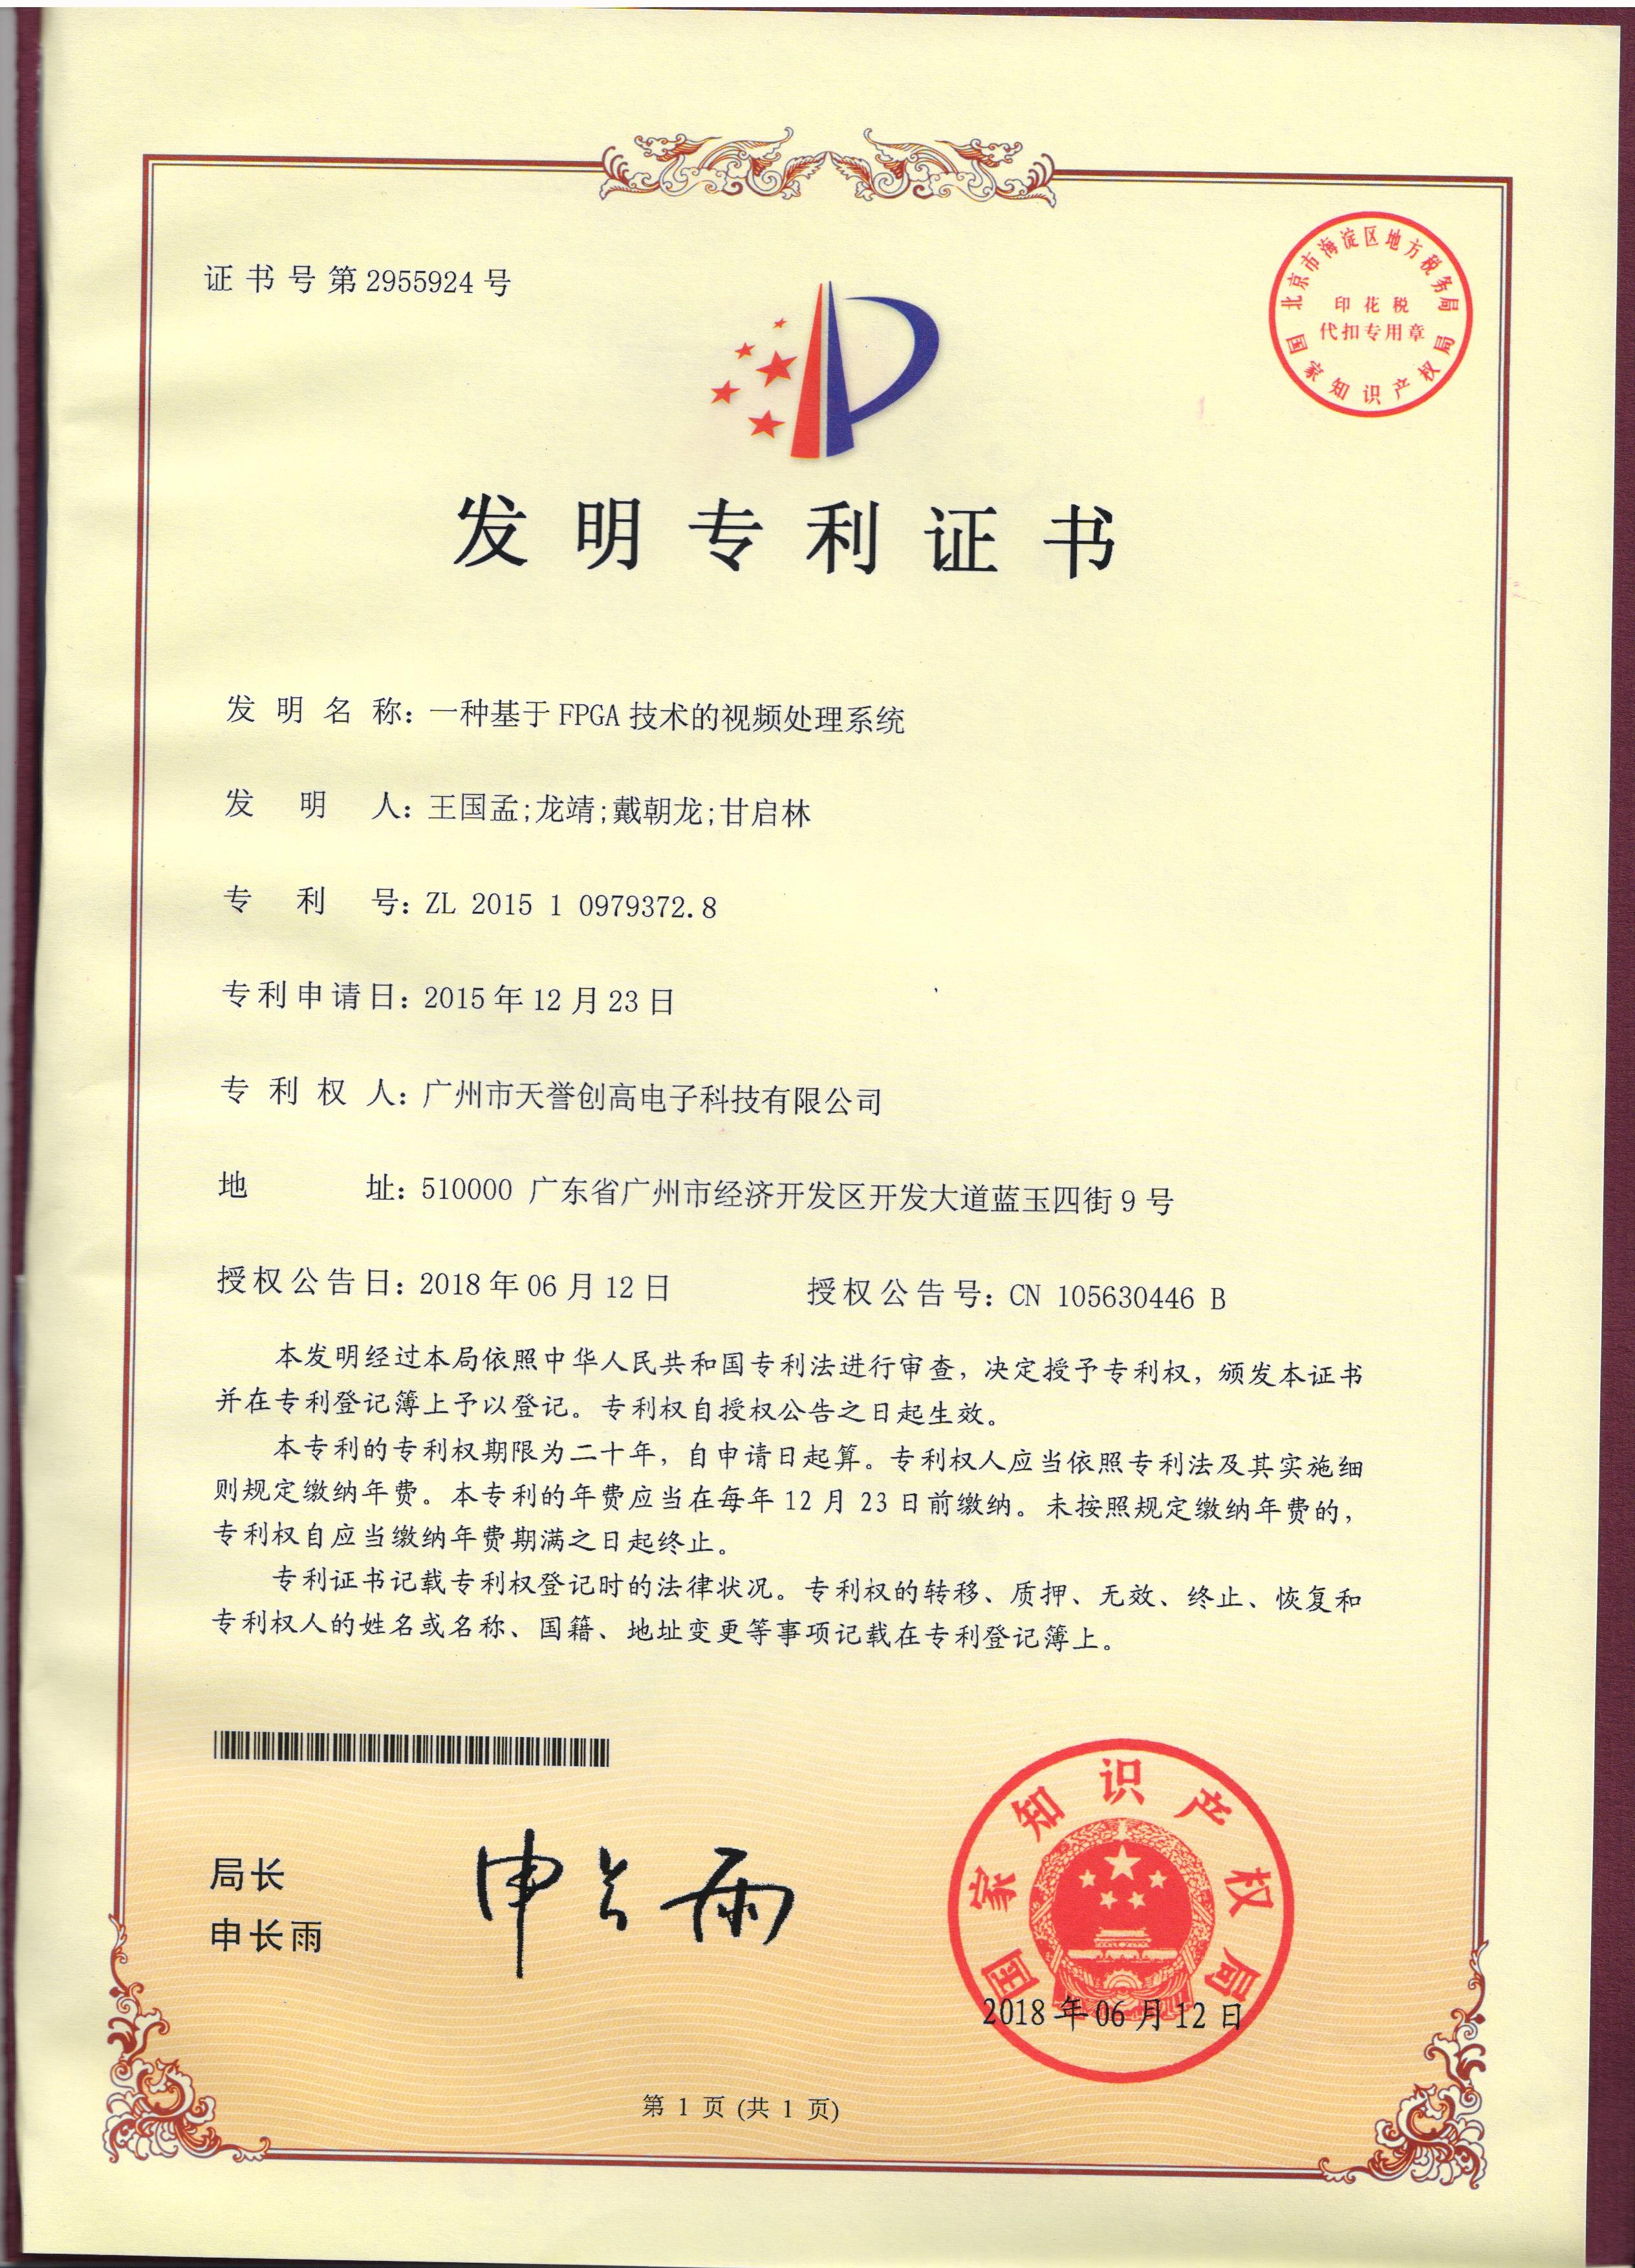 证书号第2955924号
北京市海淀区地方税务局
印花税
代扣专用章
国家知识产权局
发明专利证书
发明名称：一种基于FPGA技术的视频处理系统
发明人：王国孟;龙靖;戴朝龙;甘启林
专利号：ZL 2015 1 0979372.8
专利申请日：2015年12月23日
专利权人：广州市天誉创高电子科技有限公司
地址：510000 广东省广州市经济开发区开发大道蓝玉四街9号
授权公告日：2018年06月12日 授权公告号：CN 105630446 B
本发明经过本局依照中华人民共和国专利法进行审查，决定授予专利权，颁发本证书
并在专利登记簿上予以登记。专利权自授权公告之日起生效。
本专利的专利权期限为二十年，自申请日起算。专利权人应当依照专利法及其实施细
则规定缴纳年费。本专利的年费应当在每年12月23日前缴纳。未按照规定缴纳年费的，
专利权自应当缴纳年费期满之日起终止。
专利证书记载专利权登记时的法律状况。专利权的转移、质押、无效、终止、恢复和
专利权人的姓名或名称、国籍、地址变更等事项记载在专利登记簿上。
局长
申长雨
申长雨
国家知识产权局
2018年06月12日
第 1 页 (共 1 页)